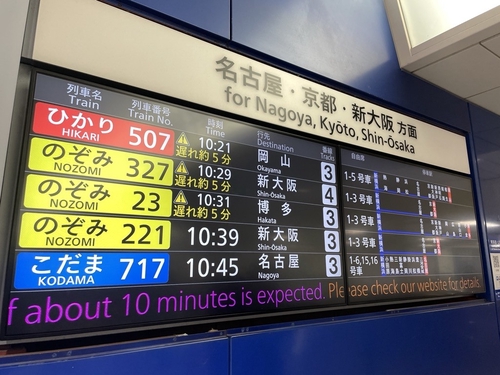 名古屋・京都・新大阪 方面
for Nagoya, Kyōto, Shin-Ōsaka
列車名 列車番号 時刻 行先 番線 自由席
Train Train No. Time Destination Tracks
ひかり 507 10:21 岡山 3 1-5号車
HIKARI 遅れ約5分 Okayama
のぞみ 327 10:29 新大阪 4 1-3号車
NOZOMI 遅れ約5分 Shin-Ōsaka
のぞみ 23 10:31 博多 3 1-3号車
NOZOMI 遅れ約5分 Hakata
のぞみ 221 10:39 新大阪 3 1-3号車
NOZOMI Shin-Ōsaka
こだま 717 10:45 名古屋 3 1-6,15,16号車
KODAMA Nagoya
f about 10 minutes is expected. Please check our website for details